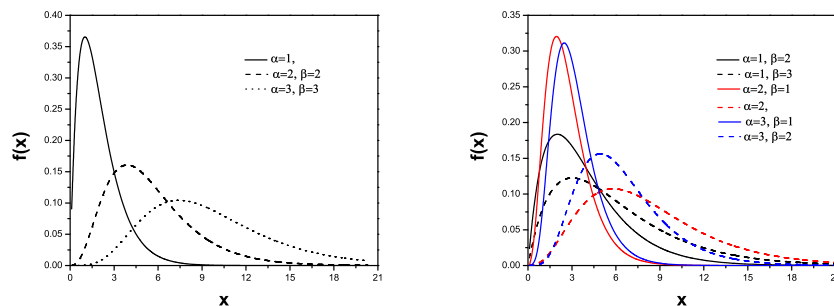 0.40
0.35
0.30
0.25
0.20
0.15
0.10
0.05
0.00
0 3 6 9 12 15 18 21
f(x)
x
α=1,
α=2, β=2
α=3, β=3
0.35
0.30
0.25
0.20
0.15
0.10
0.05
0.00
0 3 6 9 12 15 18 21
f(x)
x
α=1, β=2
α=1, β=3
α=2, β=1
α=2,
α=3, β=1
α=3, β=2